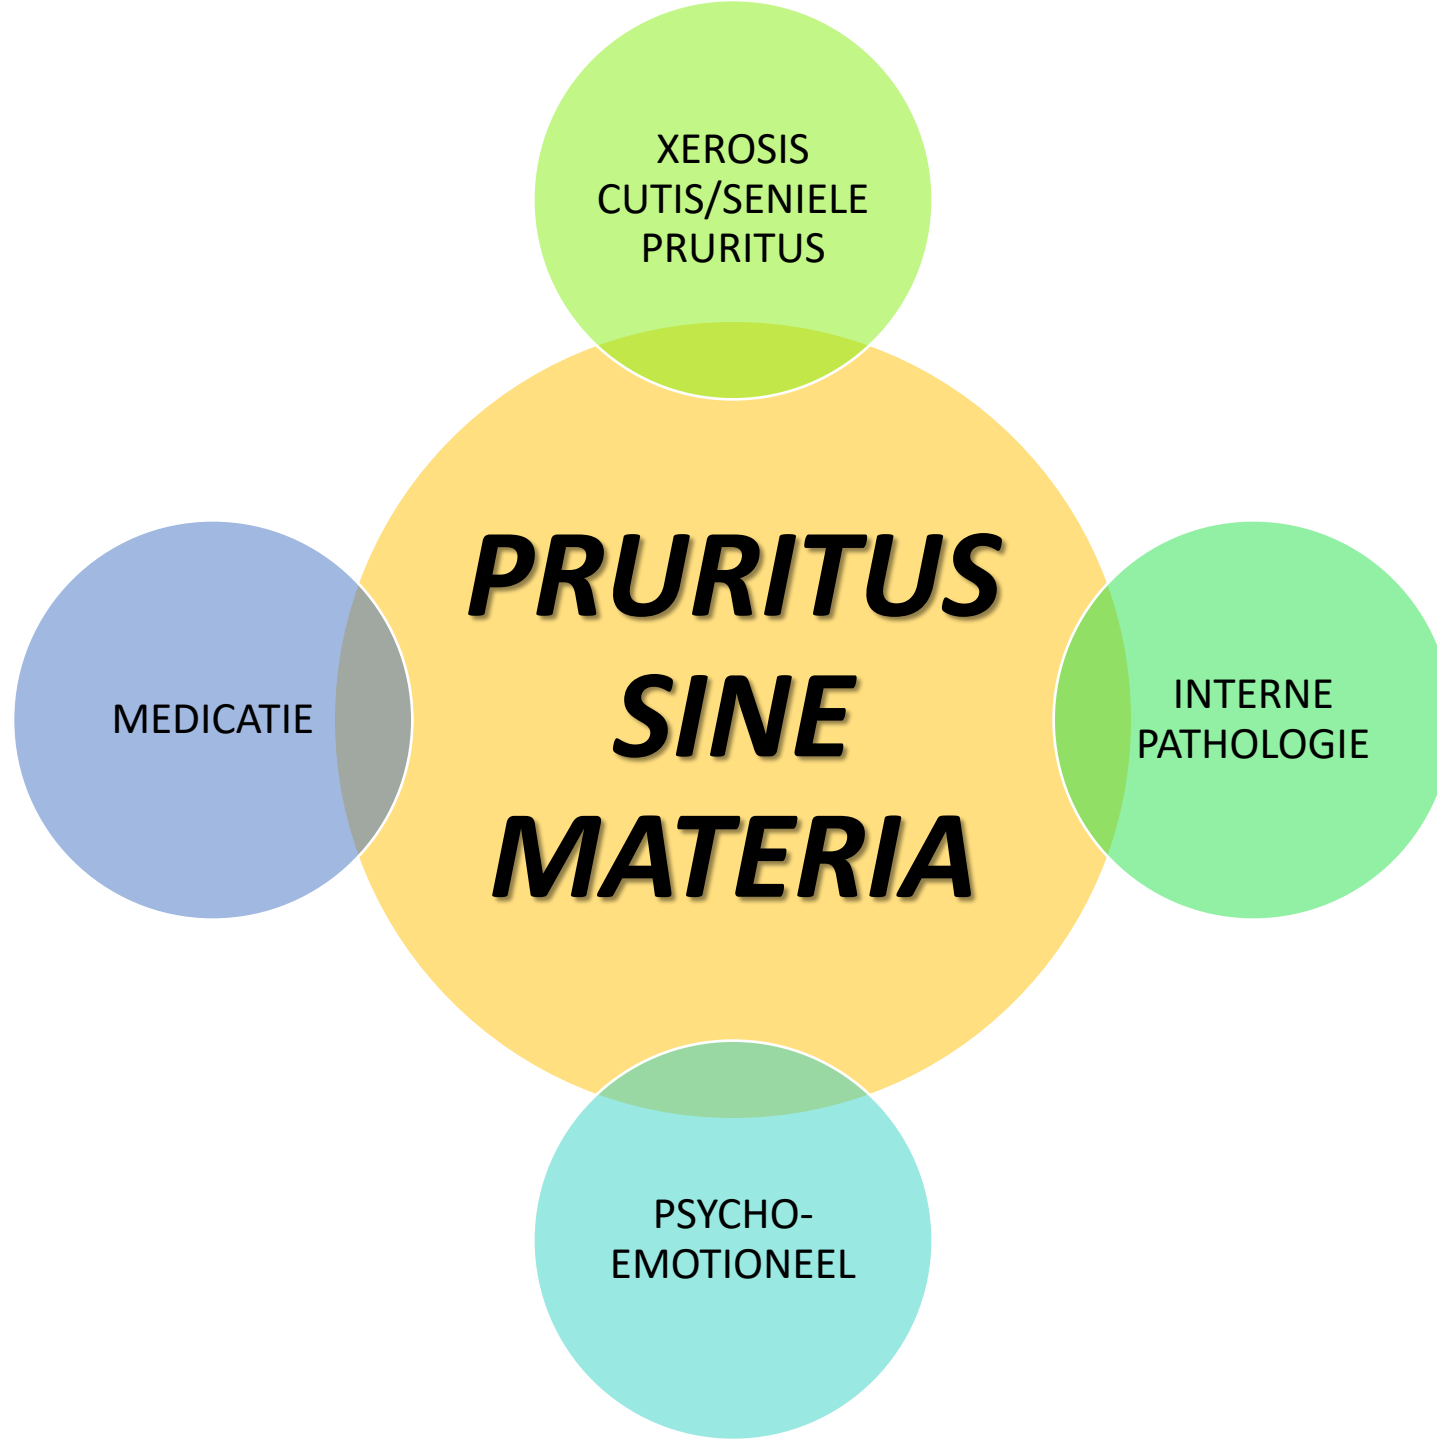 XEROSIS
CUTIS/SENIELE
PRURITUS
PRURITUS
SINE
MATERIA
MEDICATIE
INTERNE
PATHOLOGIE
PSYCHO-
EMOTIONEEL